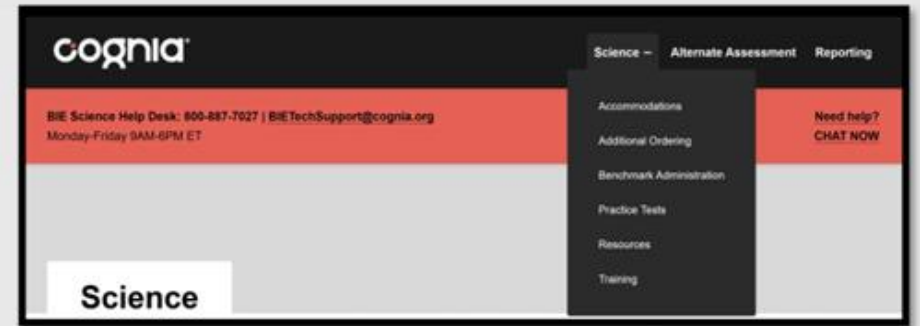 cognia
Science – Alternate Assessment Reporting
BIE Science Help Desk: 800-887-7027 | BIETechSupport@cognia.org
Monday-Friday 9AM-6PM ET
Accommodations
Additional Ordering
Benchmark Administration
Practice Tests
Resources
Training
Need help?
CHAT NOW
Science